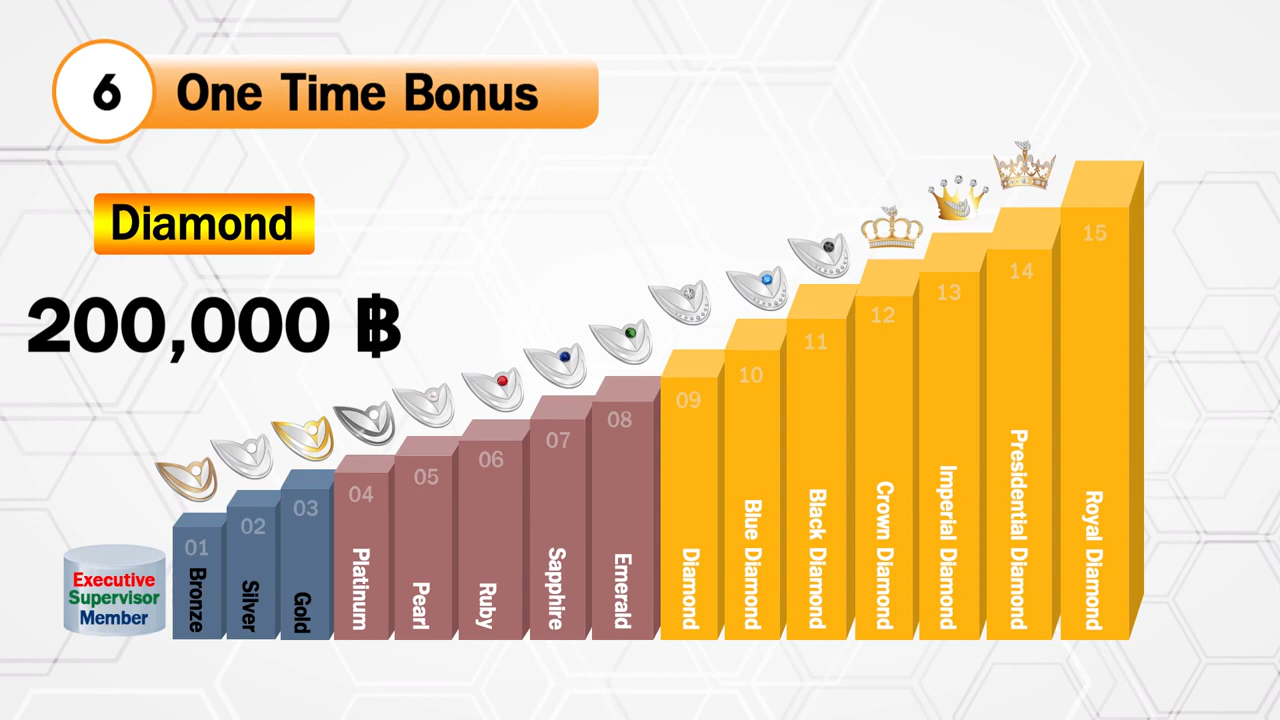 6
One Time Bonus
Diamond
200,000 ฿
Executive
Supervisor
Member
01
Bronze
02
Silver
03
Gold
04
Platinum
05
Pearl
06
Ruby
07
Sapphire
08
Emerald
09
Diamond
10
Blue Diamond
11
Black Diamond
12
Crown Diamond
13
Imperial Diamond
14
Presidential Diamond
15
Royal Diamond